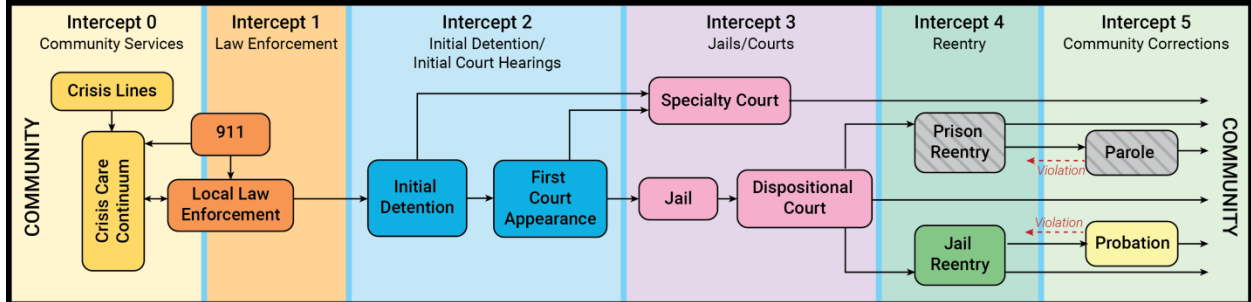 Intercept 0
Community Services
Intercept 1
Law Enforcement
Intercept 2
Initial Detention/
Initial Court Hearings
Intercept 3
Jails/Courts
Intercept 4
Reentry
Intercept 5
Community Corrections
COMMUNITY
Crisis Lines
Crisis Care
Continuum
911
Local Law
Enforcement
Initial
Detention
First
Court
Appearance
Specialty Court
Jail
Dispositional
Court
Prison
Reentry
Violation
Parole
Jail
Reentry
Violation
Probation
COMMUNITY